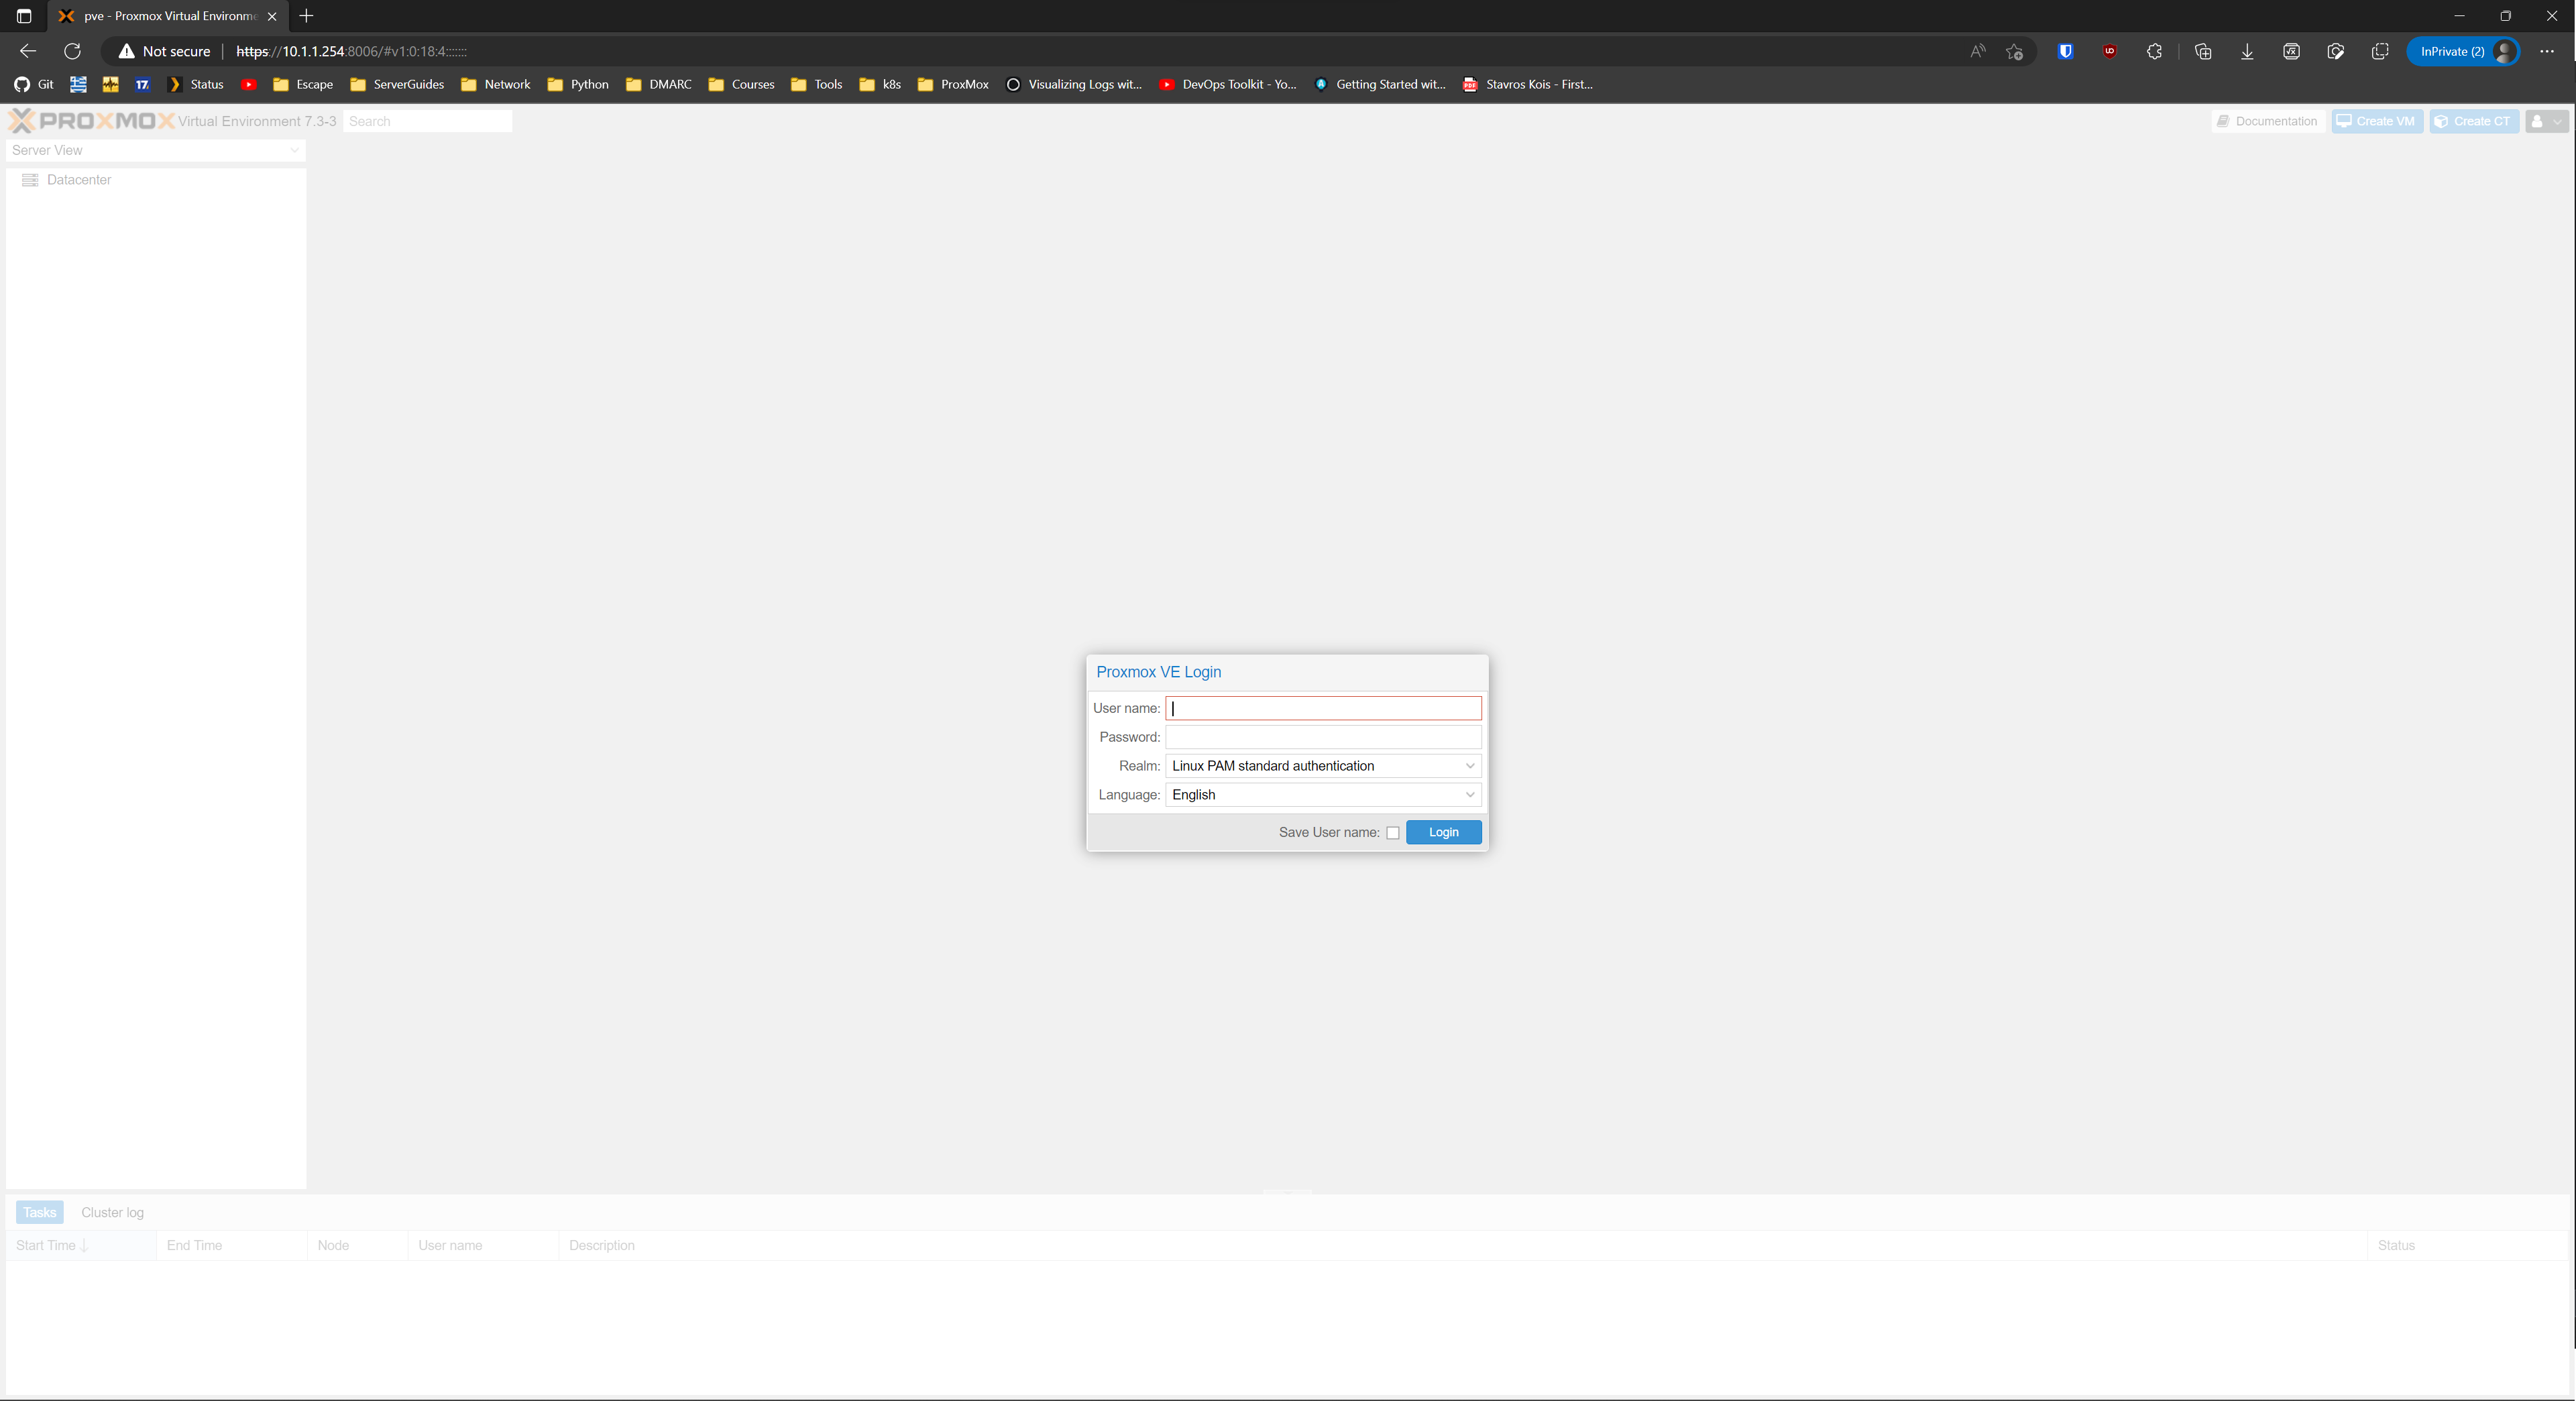 pve - Proxmox Virtual Environme
Not secure https://10.1.1.254:8006/#v1:0:18:4:::::::
InPrivate (2)
Git 17 Status Escape ServerGuides Network Python DMARC Courses Tools k8s ProxMox Visualizing Logs wit... DevOps Toolkit - Yo... Getting Started wit... PDF Stavros Kois - First...
PROXMOX Virtual Environment 7.3-3 Search Documentation Create VM Create CT
Server View
Datacenter
Proxmox VE Login
User name:
Password:
Realm: Linux PAM standard authentication
Language: English
Save User name: Login
Tasks Cluster log
Start Time End Time Node User name Description Status